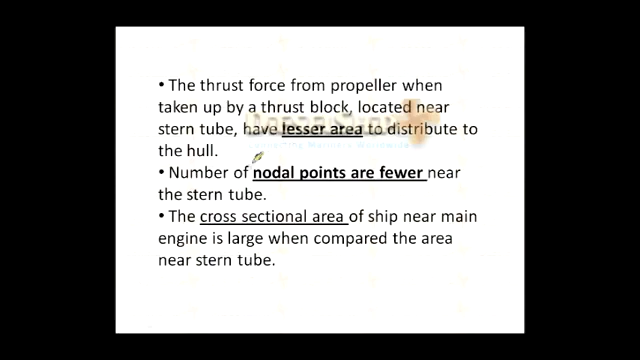 • The thrust force from propeller when
taken up by a thrust block, located near
stern tube, have lesser area to distribute to
the hull.
• Number of nodal points are fewer near
the stern tube.
• The cross sectional area of ship near main
engine is large when compared the area
near stern tube.